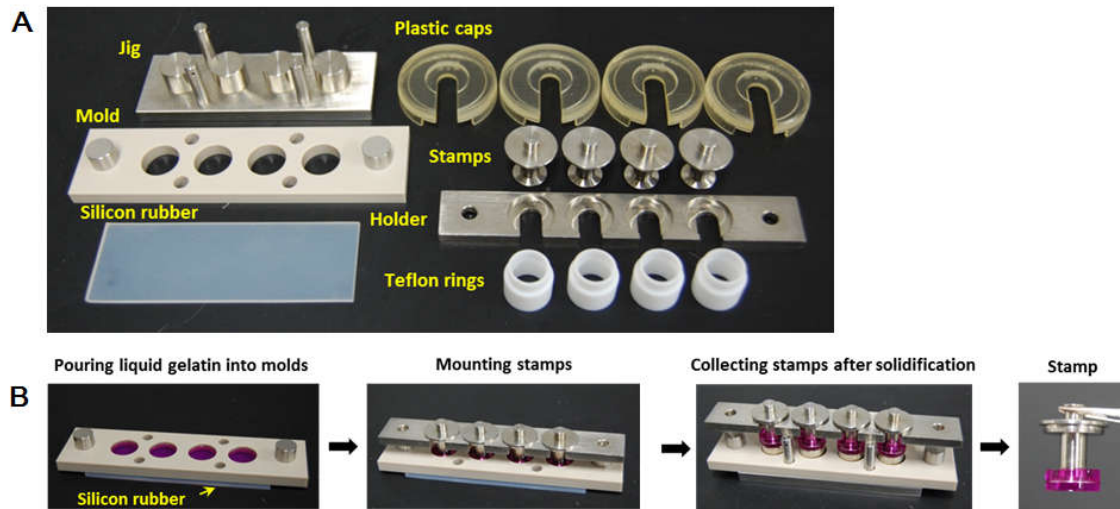 A
Jig
Plastic caps
Mold
Stamps
Silicon rubber
Holder
Teflon rings
B
Pouring liquid gelatin into molds
Mounting stamps
Collecting stamps after solidification
Stamp
Silicon rubber